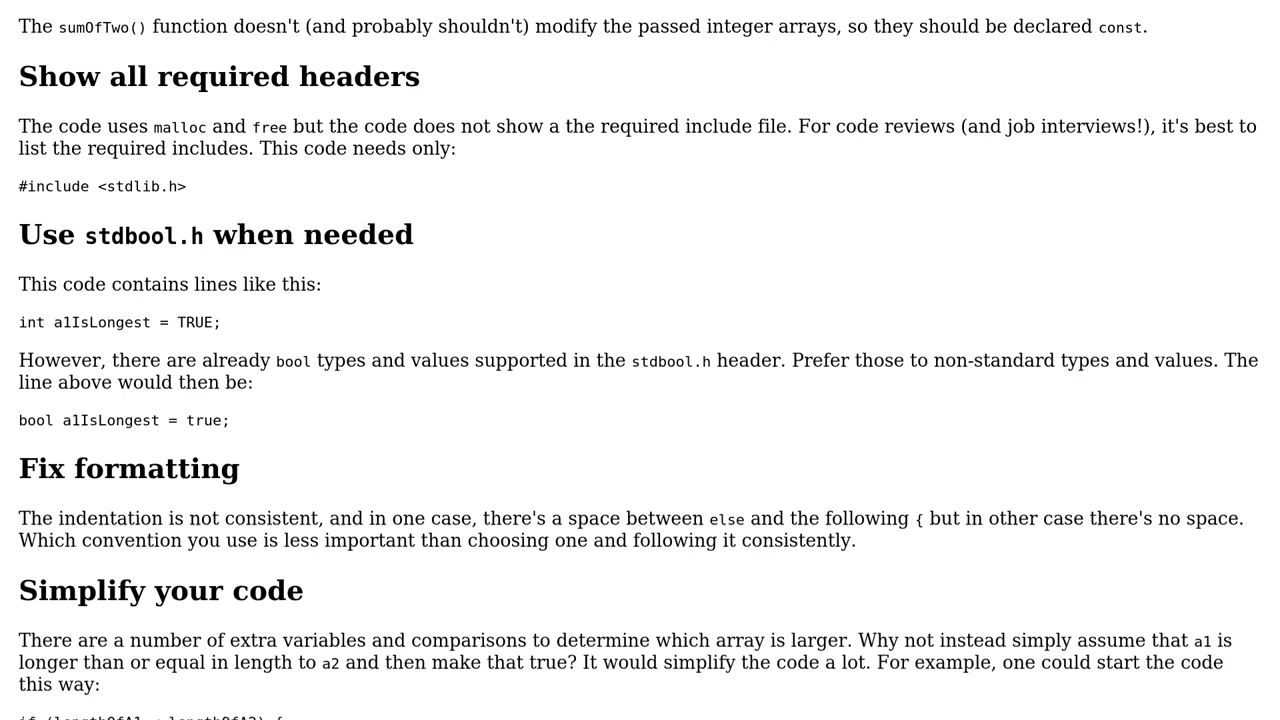 The sumOfTwo() function doesn't (and probably shouldn't) modify the passed integer arrays, so they should be declared const.
Show all required headers
The code uses malloc and free but the code does not show a the required include file. For code reviews (and job interviews!), it's best to
list the required includes. This code needs only:
#include <stdlib.h>
Use stdbool.h when needed
This code contains lines like this:
int a1IsLongest = TRUE;
However, there are already bool types and values supported in the stdbool.h header. Prefer those to non-standard types and values. The
line above would then be:
bool a1IsLongest = true;
Fix formatting
The indentation is not consistent, and in one case, there's a space between else and the following { but in other case there's no space.
Which convention you use is less important than choosing one and following it consistently.
Simplify your code
There are a number of extra variables and comparisons to determine which array is larger. Why not instead simply assume that a1 is
longer than or equal in length to a2 and then make that true? It would simplify the code a lot. For example, one could start the code
this way:
if (lengthOfA1 < lengthOfA2) {